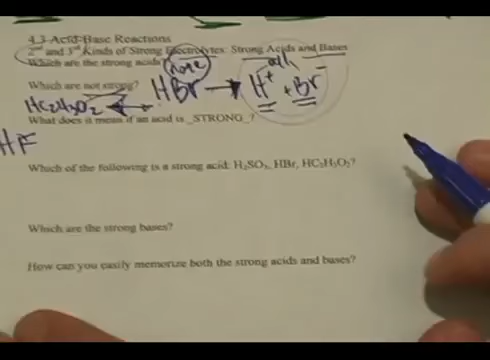 4.3 Acid-Base Reactions
2nd and 3rd Kinds of Strong Electrolytes: Strong Acids and Bases
Which are the strong acids
none all
Which are not strong? HBr → H+ + Br-
HC2H3O2 ↔
What does it mean if an acid is _STRONG_?
HF
Which of the following is a strong acid: H2SO3, HBr, HC2H3O2?
Which are the strong bases?
How can you easily memorize both the strong acids and bases?